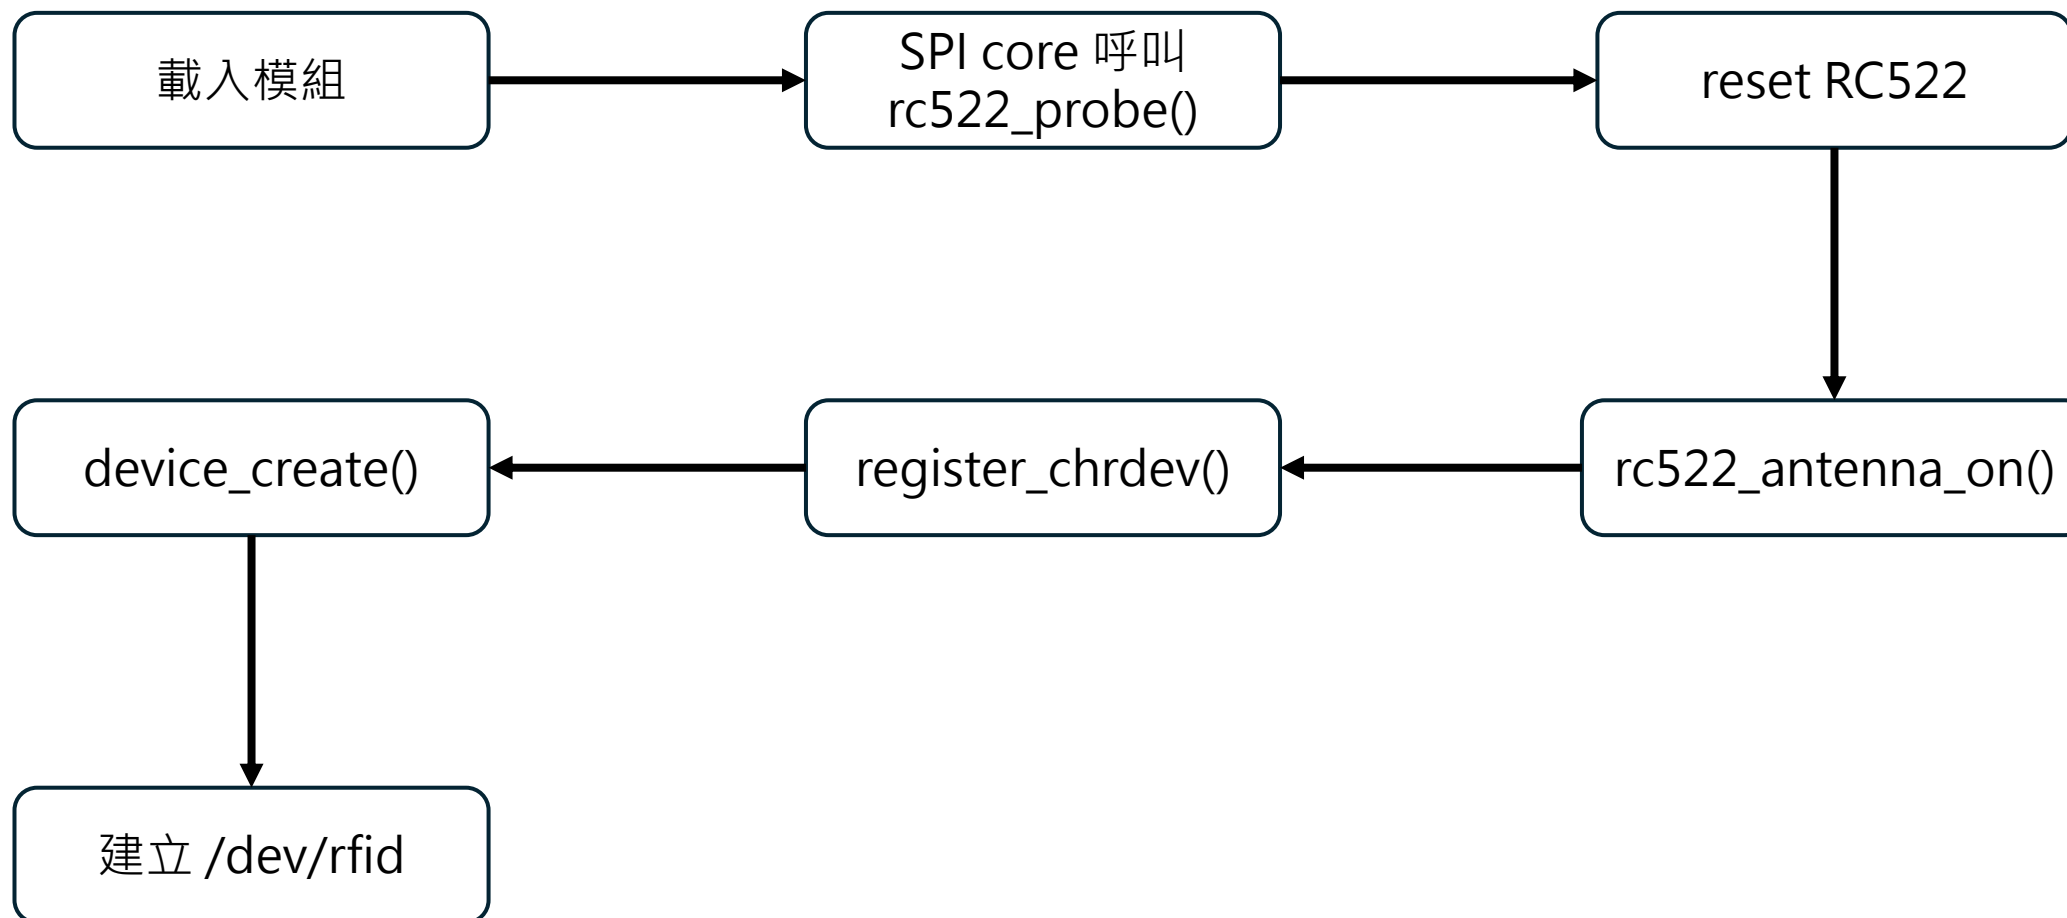 載入模組
SPI core 呼叫
rc522_probe()
reset RC522
rc522_antenna_on()
register_chrdev()
device_create()
建立 /dev/rfid